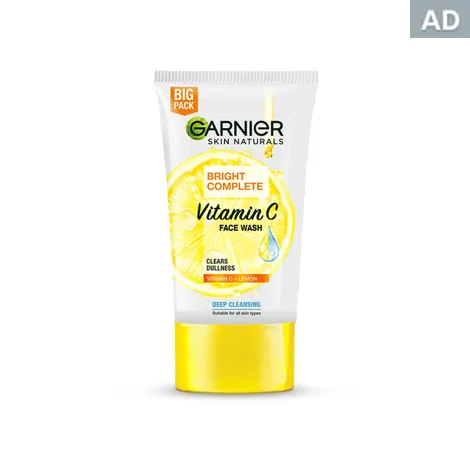 AD
BIG
PACK
GARNIER
SKIN NATURALS
BRIGHT
COMPLETE
Vitamin C
FACE WASH
CLEARS
DULLNESS
VITAMIN C + LEMON
DEEP CLEANSING
Suitable for all skin types